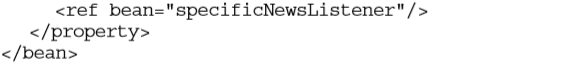 <ref bean="specificNewsListener"/>
</property>
</bean>